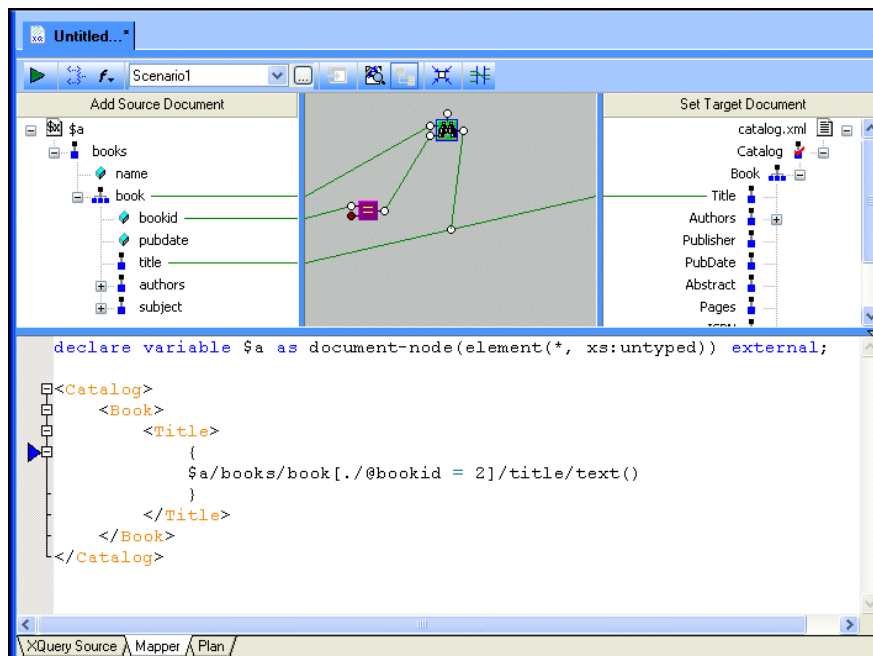 Untitled...*
Scenario1
...
Add Source Document
Set Target Document
$a
books
name
book
bookid
pubdate
title
authors
subject
=
catalog.xml
Catalog
Book
Title
Authors
Publisher
PubDate
Abstract
Pages
declare variable $a as document-node(element(*, xs:untyped)) external;
<Catalog>
<Book>
<Title>
{
$a/books/book[./@bookid = 2]/title/text()
}
</Title>
</Book>
</Catalog>
XQuery Source
Mapper
Plan